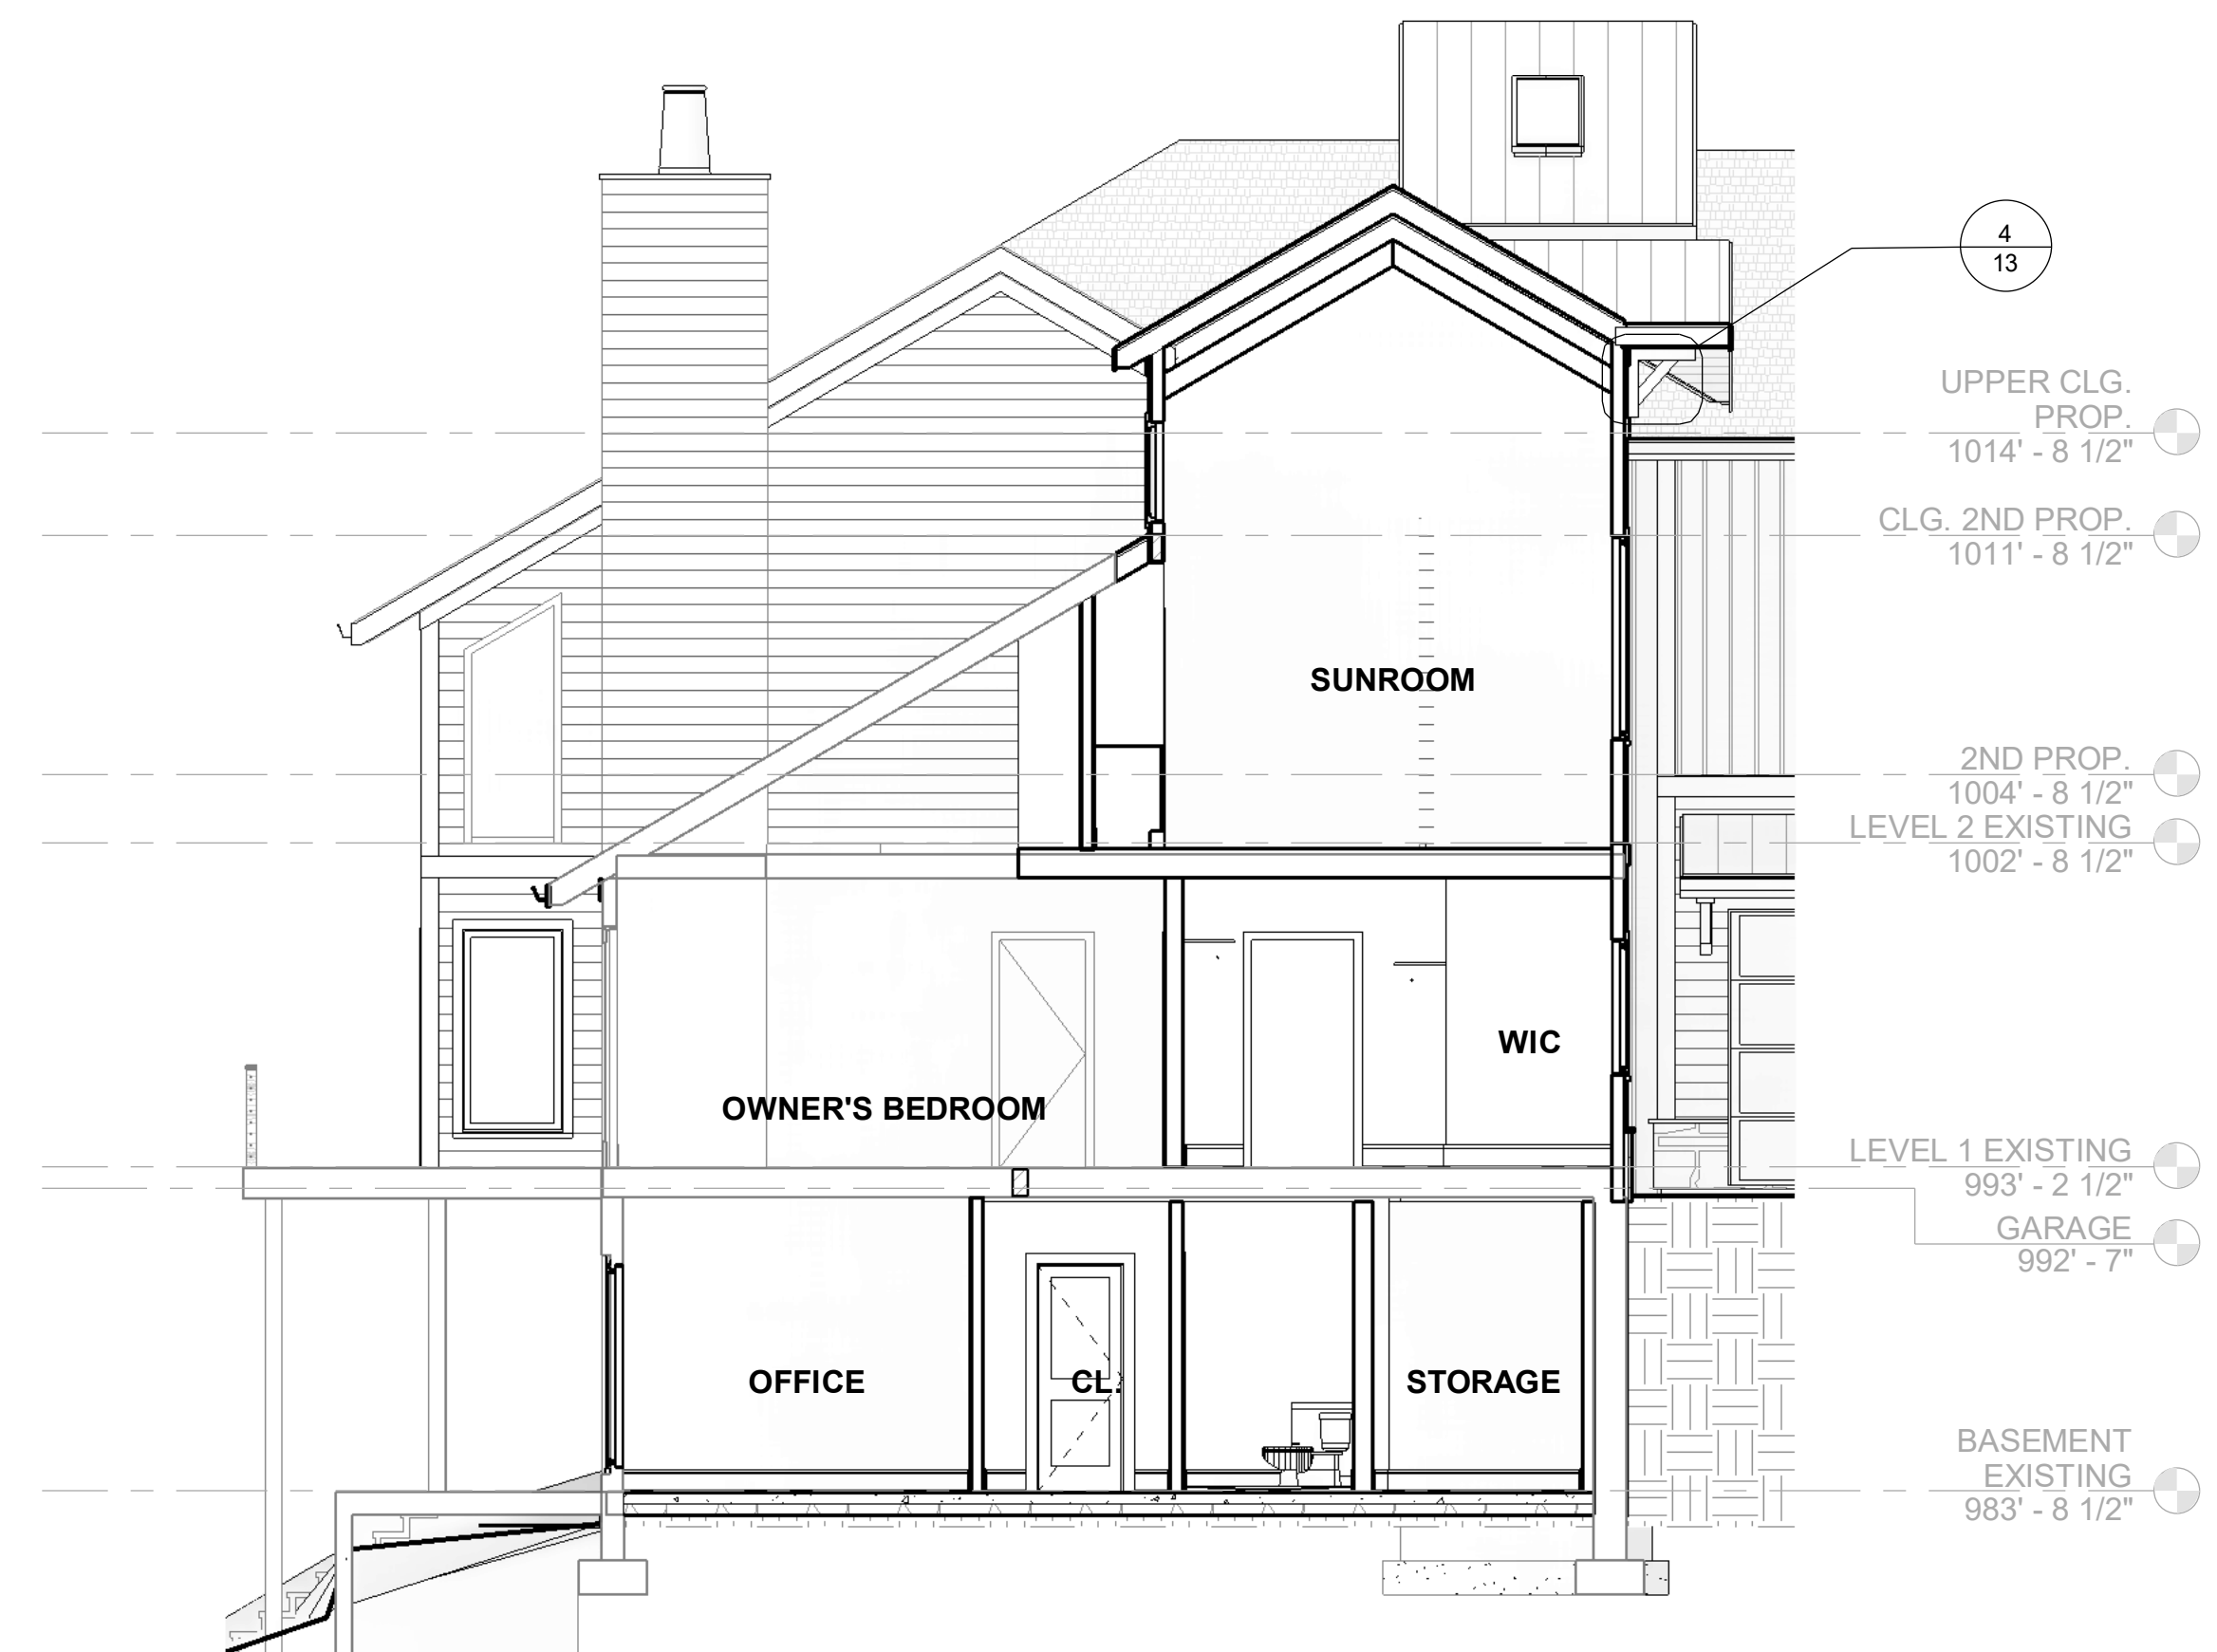 4
13
UPPER CLG.
PROP.
1014' - 8 1/2"
CLG. 2ND PROP.
1011' - 8 1/2"
SUNROOM
2ND PROP.
1004' - 8 1/2"
LEVEL 2 EXISTING
1002' - 8 1/2"
WIC
OWNER'S BEDROOM
LEVEL 1 EXISTING
993' - 2 1/2"
GARAGE
992' - 7"
OFFICE
CL.
STORAGE
BASEMENT
EXISTING
983' - 8 1/2"